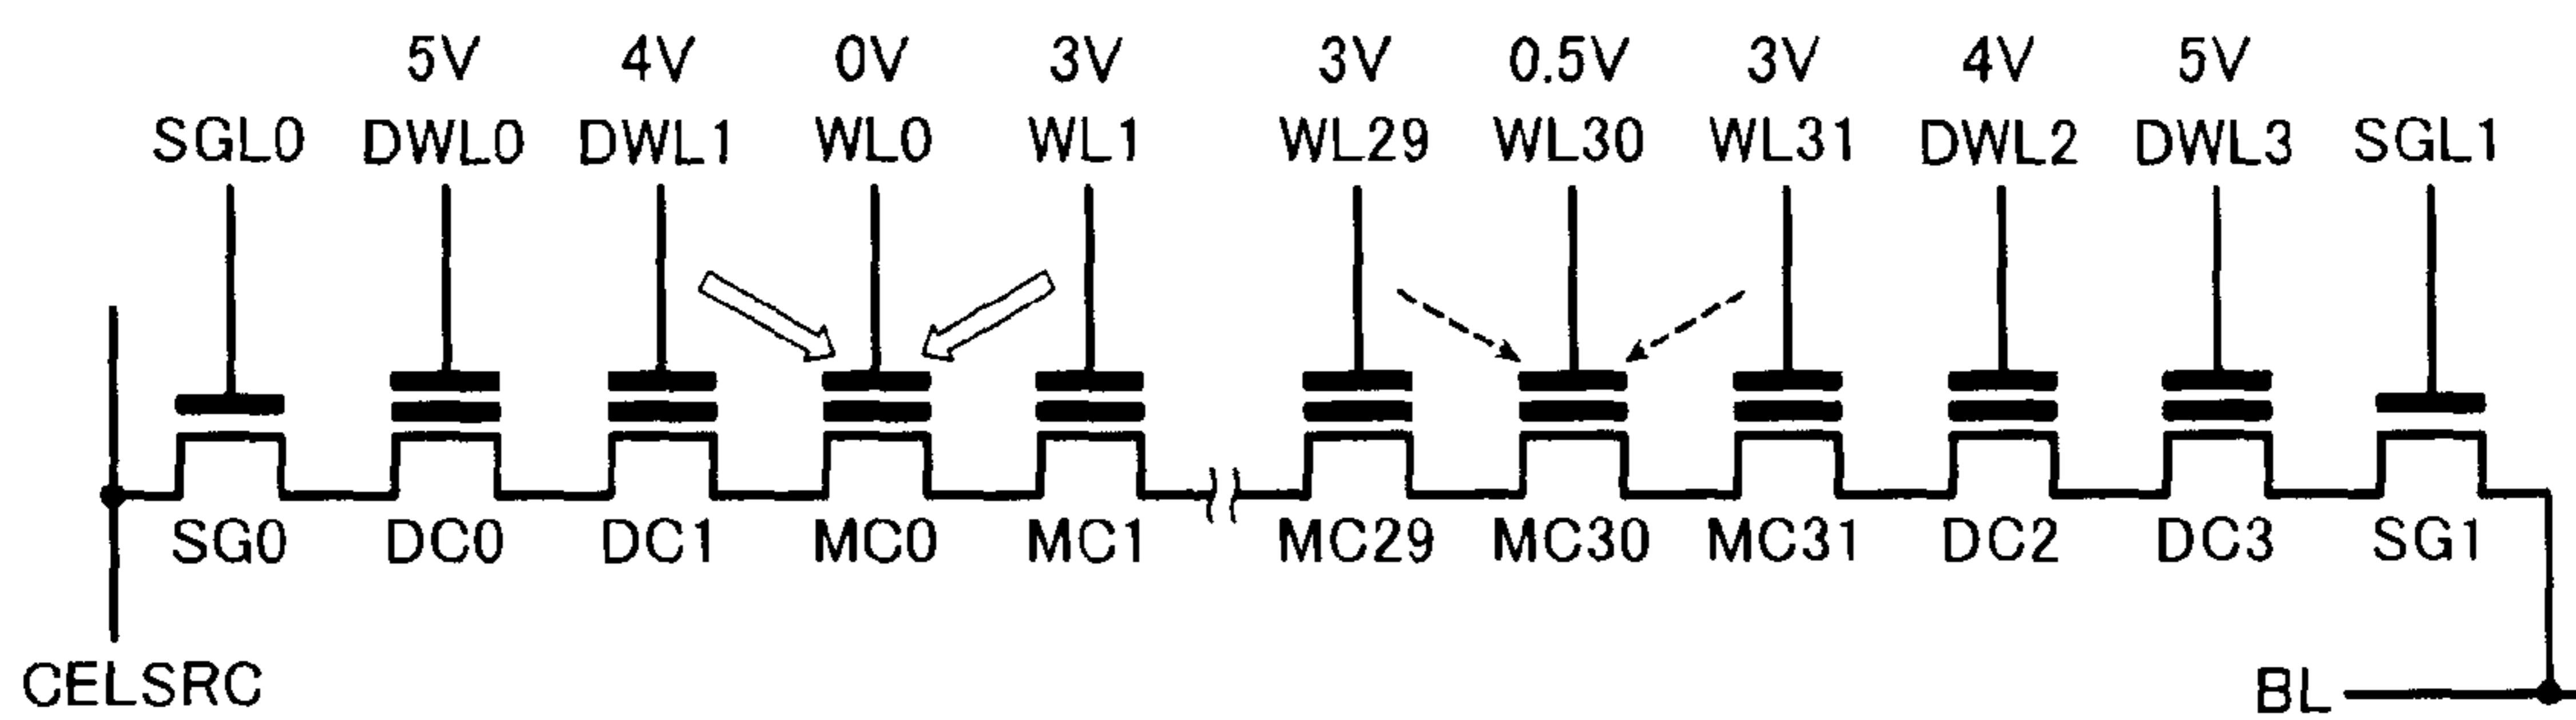 5V 4V 0V 3V 3V 0.5V 3V 4V 5V
SGL0 DWL0 DWL1 WL0 WL1 WL29 WL30 WL31 DWL2 DWL3 SGL1
SG0 DC0 DC1 MC0 MC1 MC29 MC30 MC31 DC2 DC3 SG1
CELSRC BL